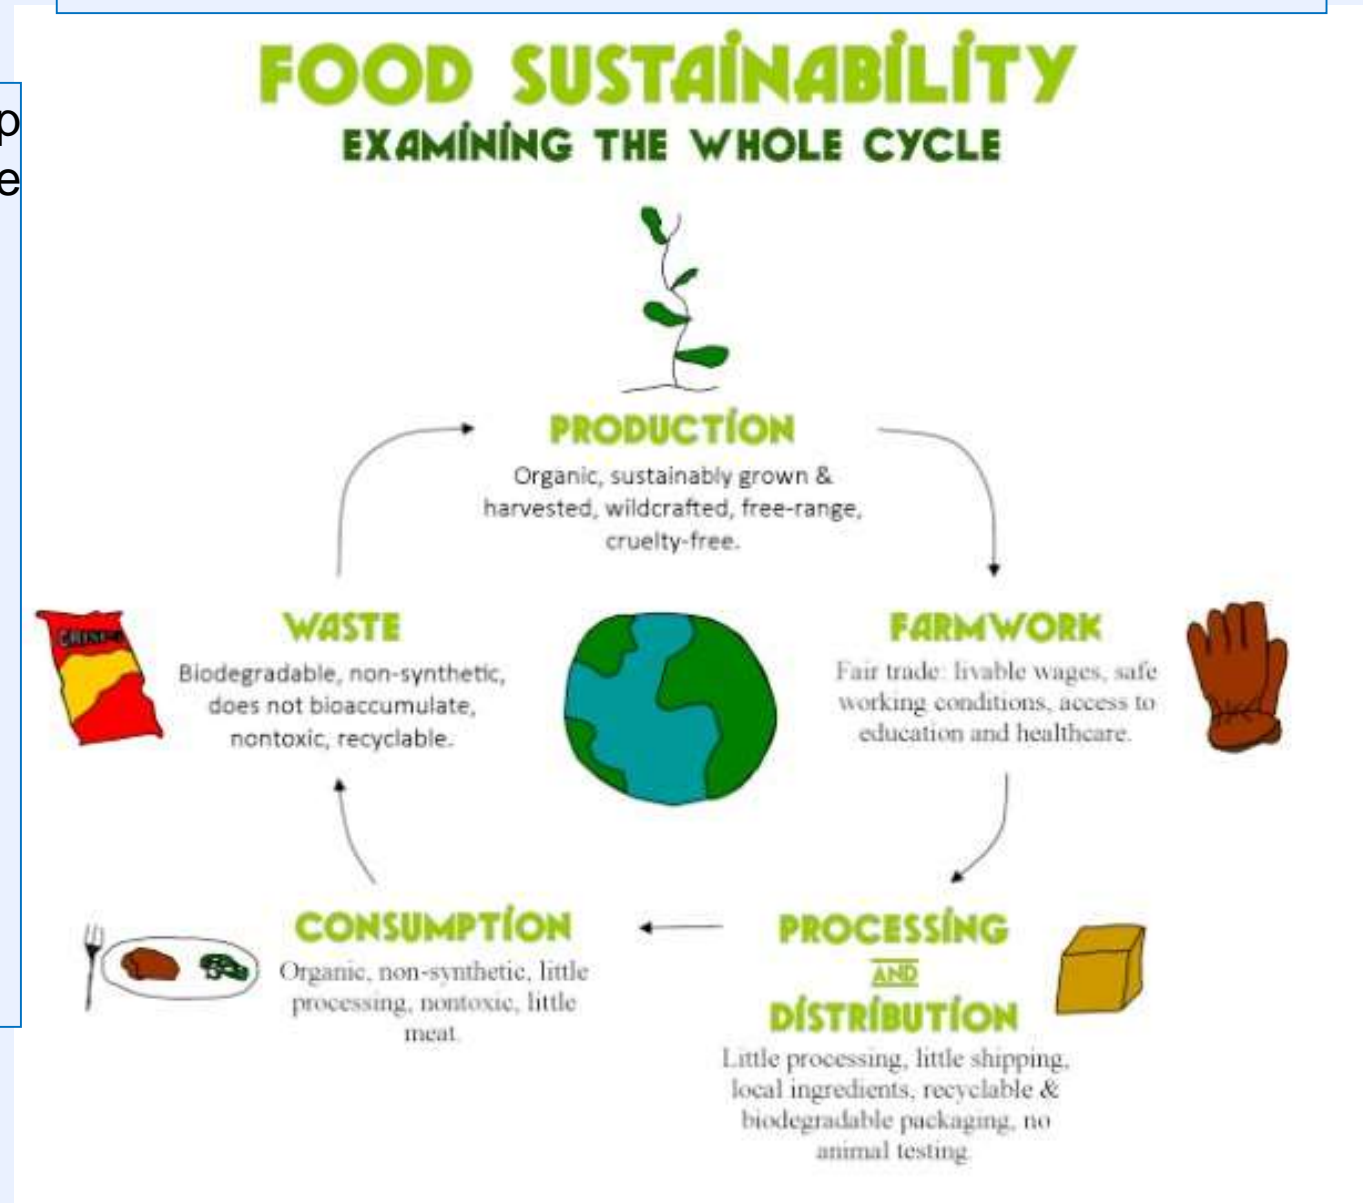 p
e
FOOD SUSTAINABILITY
EXAMINING THE WHOLE CYCLE
PRODUCTION
Organic, sustainably grown &
harvested, wildcrafted, free-range,
cruelty-free.
WASTE
Biodegradable, non-synthetic,
does not bioaccumulate,
nontoxic, recyclable.
FARMWORK
Fair trade: livable wages, safe
working conditions, access to
education and healthcare.
CONSUMPTION
Organic, non-synthetic, little
processing, nontoxic, little
meat.
PROCESSING
AND
DISTRIBUTION
Little processing, little shipping,
local ingredients, recyclable &
biodegradable packaging, no
animal testing.